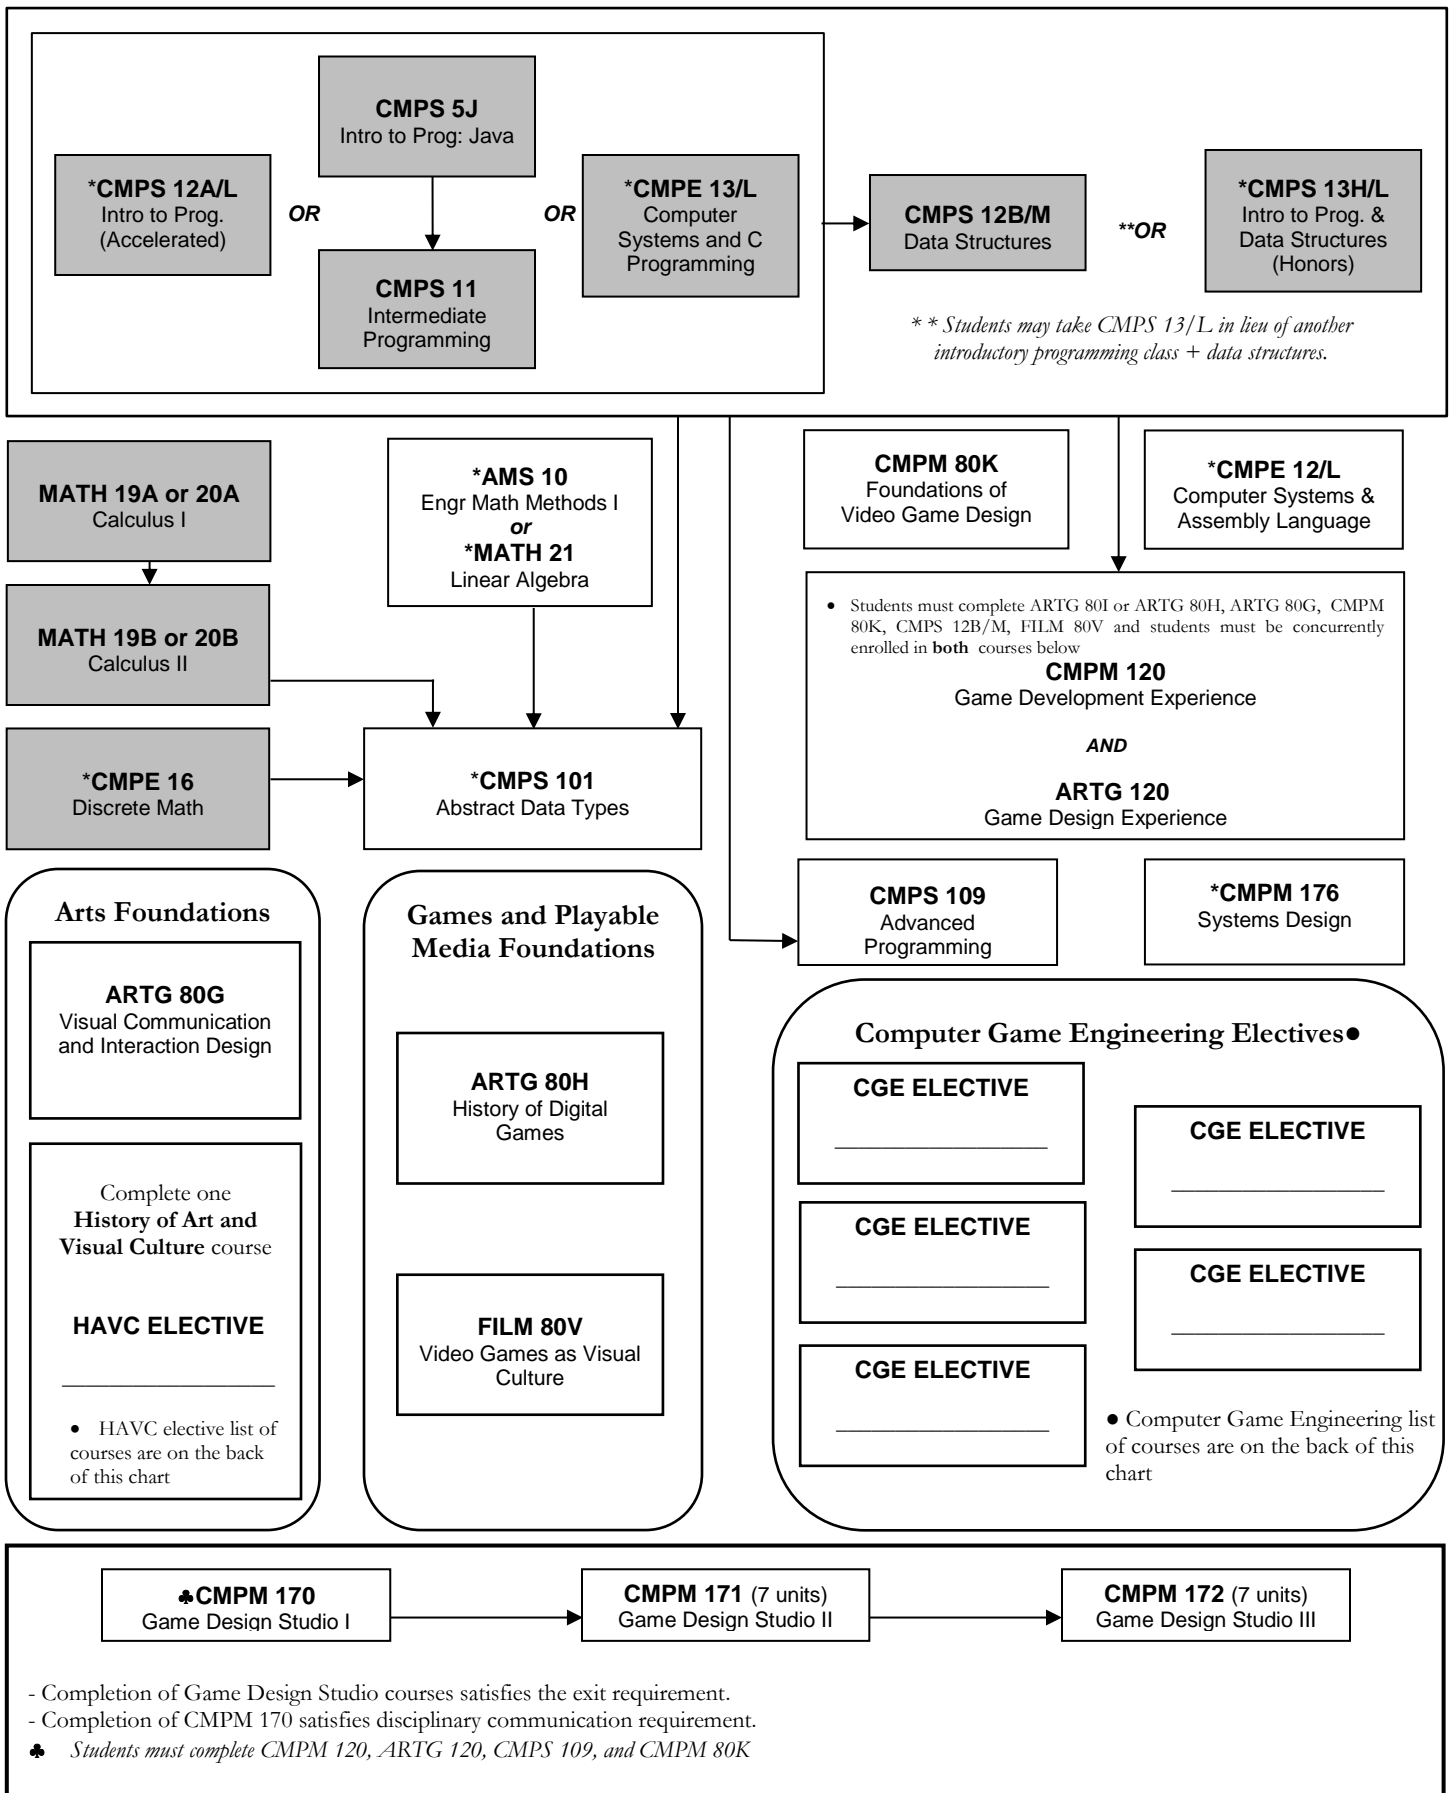 CMPS 5J
Intro to Prog: Java
*CMPS 12A/L
Intro to Prog.
(Accelerated)
OR
CMPS 11
Intermediate
Programming
OR
*CMPE 13/L
Computer
Systems and C
Programming
CMPS 12B/M
Data Structures
**OR
*CMPS 13H/L
Intro to Prog. &
Data Structures
(Honors)
* * Students may take CMPS 13/L in lieu of another
introductory programming class + data structures.
MATH 19A or 20A
Calculus I
MATH 19B or 20B
Calculus II
*CMPE 16
Discrete Math
*AMS 10
Engr Math Methods I
or
*MATH 21
Linear Algebra
*CMPS 101
Abstract Data Types
CMPM 80K
Foundations of
Video Game Design
*CMPE 12/L
Computer Systems &
Assembly Language
• Students must complete ARTG 80I or ARTG 80H, ARTG 80G, CMPM
80K, CMPS 12B/M, FILM 80V and students must be concurrently
enrolled in both courses below
CMPM 120
Game Development Experience
AND
ARTG 120
Game Design Experience
CMPS 109
Advanced
Programming
*CMPM 176
Systems Design
Arts Foundations
ARTG 80G
Visual Communication
and Interaction Design
Complete one
History of Art and
Visual Culture course
HAVC ELECTIVE
• HAVC elective list of
courses are on the back
of this chart
Games and Playable
Media Foundations
ARTG 80H
History of Digital
Games
FILM 80V
Video Games as Visual
Culture
Computer Game Engineering Electives●
CGE ELECTIVE
CGE ELECTIVE
CGE ELECTIVE
CGE ELECTIVE
CGE ELECTIVE
● Computer Game Engineering list
of courses are on the back of this
chart
♣CMPM 170
Game Design Studio I
CMPM 171 (7 units)
Game Design Studio II
CMPM 172 (7 units)
Game Design Studio III
- Completion of Game Design Studio courses satisfies the exit requirement.
- Completion of CMPM 170 satisfies disciplinary communication requirement.
♣ Students must complete CMPM 120, ARTG 120, CMPS 109, and CMPM 80K